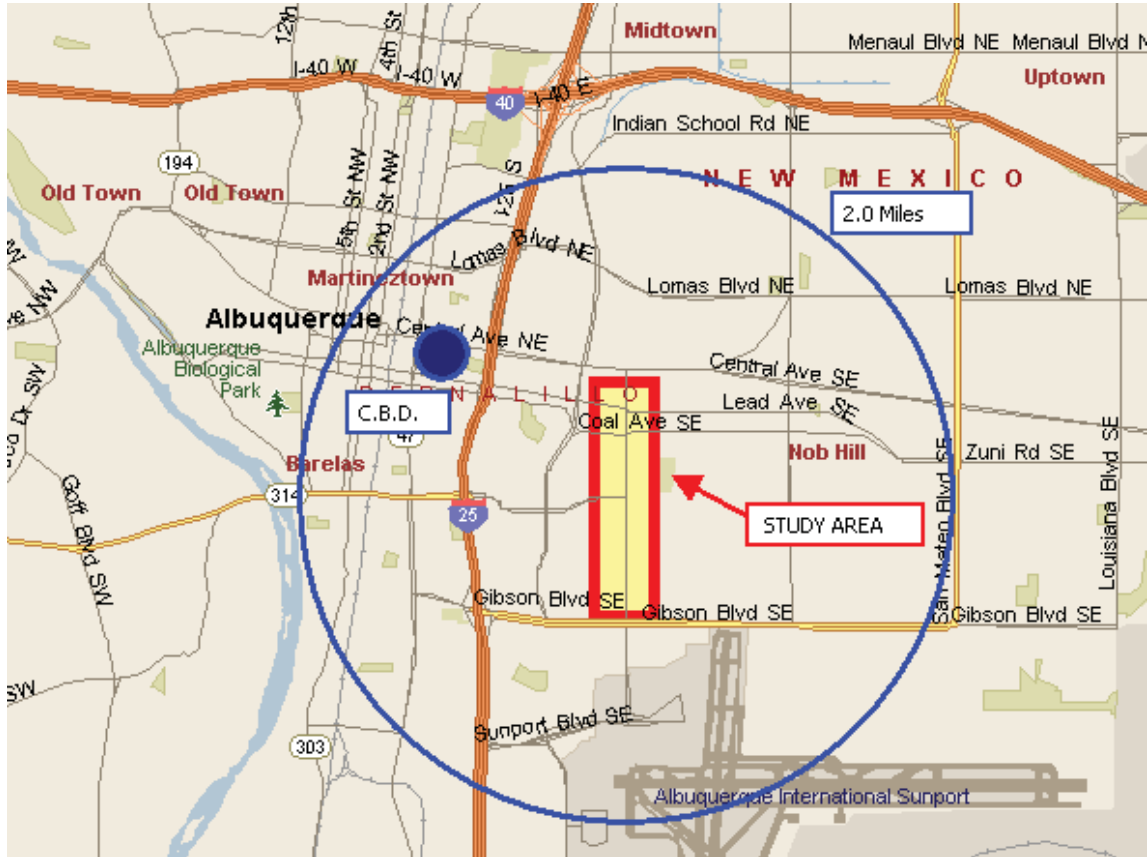 12th
4th St
Midtown
Menaul Blvd NE Menaul Blvd N
Uptown
I-40 W
I-40 W
40
I-40 E
Indian School Rd NE
194
I-25 S
NEW MEXICO
Old Town
Old Town
2.0 Miles
5th St NW
2nd St NW
Lomas Blvd NE
Martineztown
Lomas Blvd NE
Lomas Blvd NE
Albuquerque
Central Ave NE
Albuquerque
Biological
Park
Central Ave SE
BERNALILLO
Lead Ave SE
C.B.D.
Coal Ave SE
47
Nob Hill
Zuni Rd SE
Barelas
314
Goff Blvd SW
25
STUDY AREA
San Mateo Blvd SE
Louisiana Blvd SE
Gibson Blvd SE
Gibson Blvd SE
Gibson Blvd SE
SW
Sunport Blvd SE
303
Albuquerque International Sunport